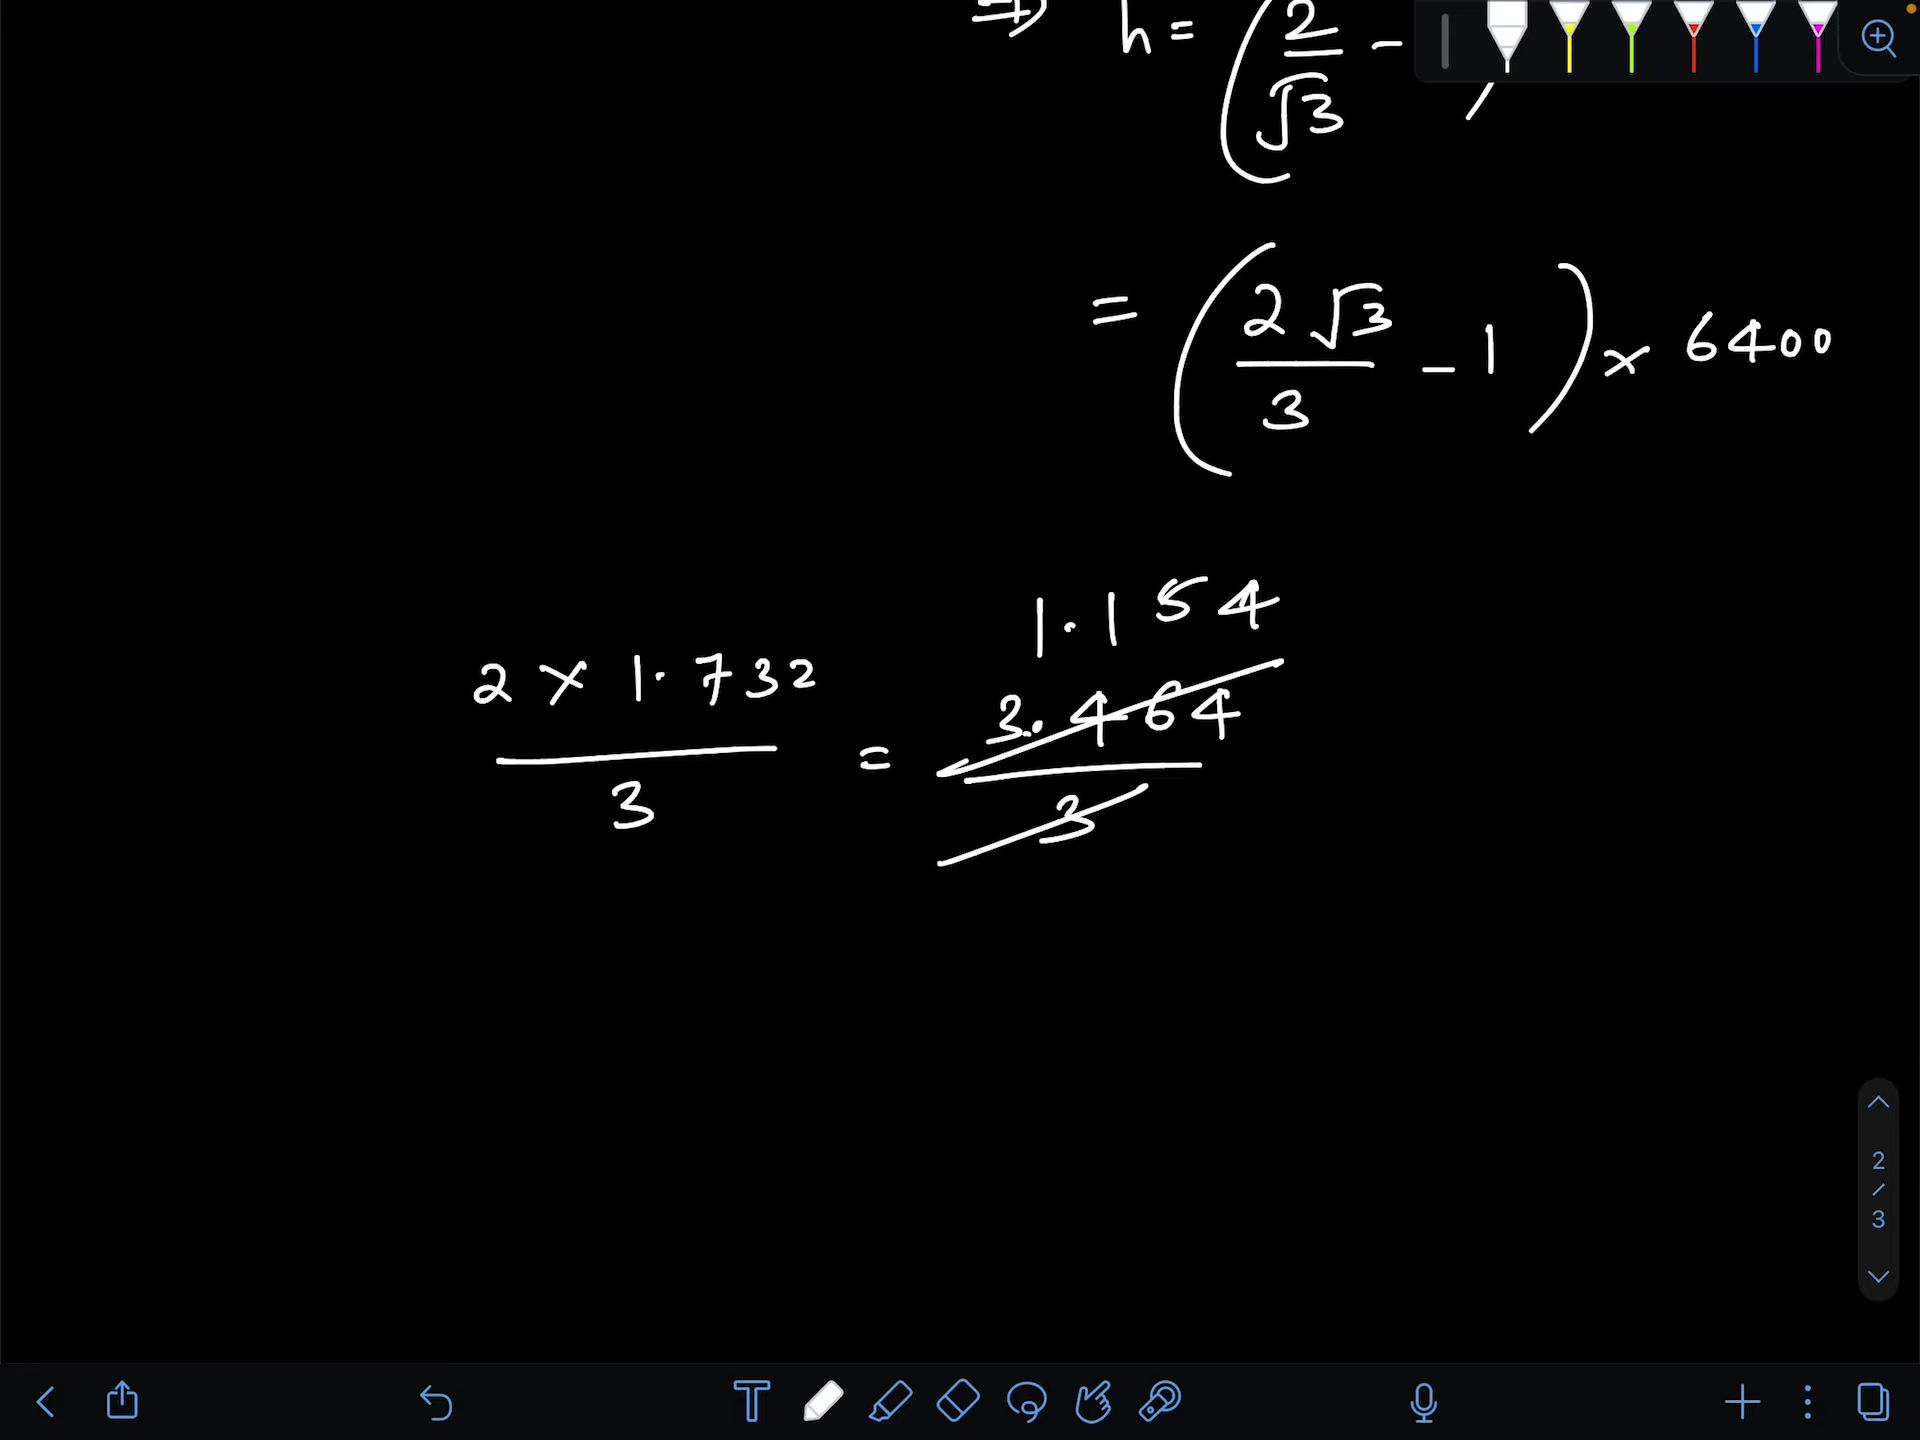 ⇒ h = (2/√3 -
= (2√3/3 - 1) × 6400
1.154
2 × 1.732/3 = 3.464/3
2
/
3
T